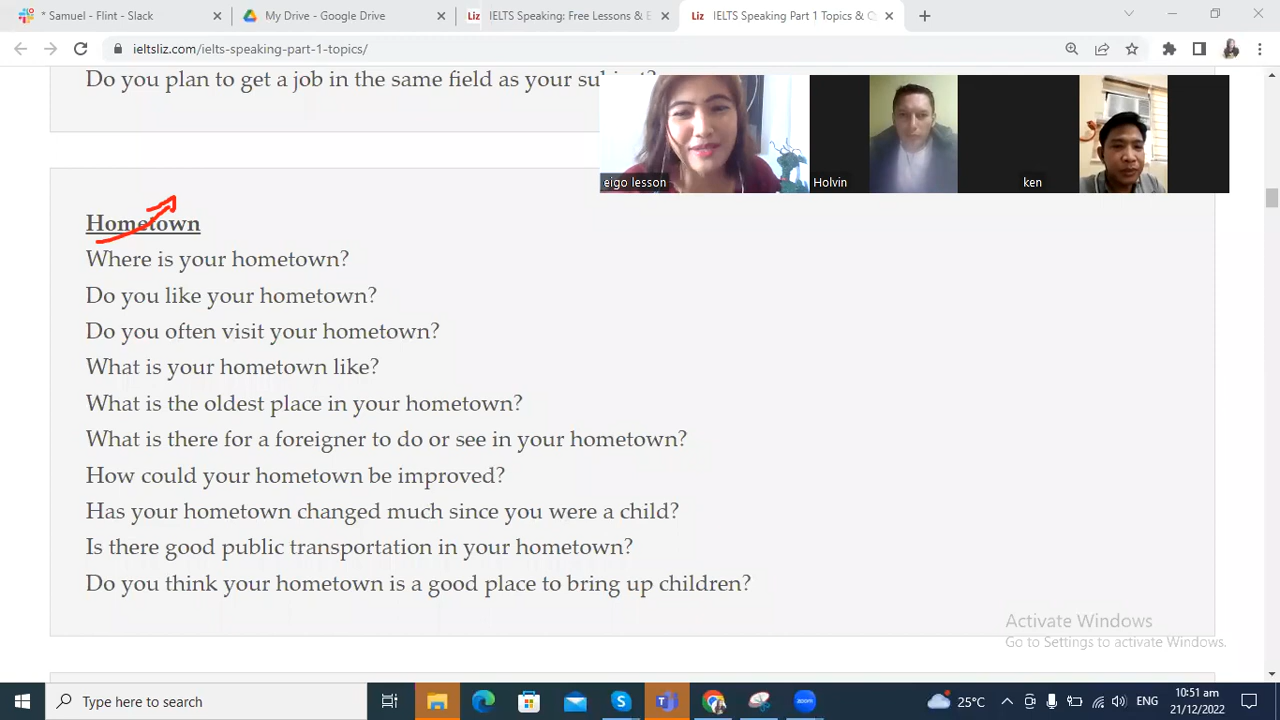 * Samuel - Flint - Slack
My Drive - Google Drive
Liz IELTS Speaking: Free Lessons & E
Liz IELTS Speaking Part 1 Topics & Q
ieltsliz.com/ielts-speaking-part-1-topics/
Do you plan to get a job in the same field as your subject?
eigo lesson
Holvin
ken
Hometown
Where is your hometown?
Do you like your hometown?
Do you often visit your hometown?
What is your hometown like?
What is the oldest place in your hometown?
What is there for a foreigner to do or see in your hometown?
How could your hometown be improved?
Has your hometown changed much since you were a child?
Is there good public transportation in your hometown?
Do you think your hometown is a good place to bring up children?
Activate Windows
Go to Settings to activate Windows.
Type here to search
zoom
25°C
ENG
10:51 am
21/12/2022